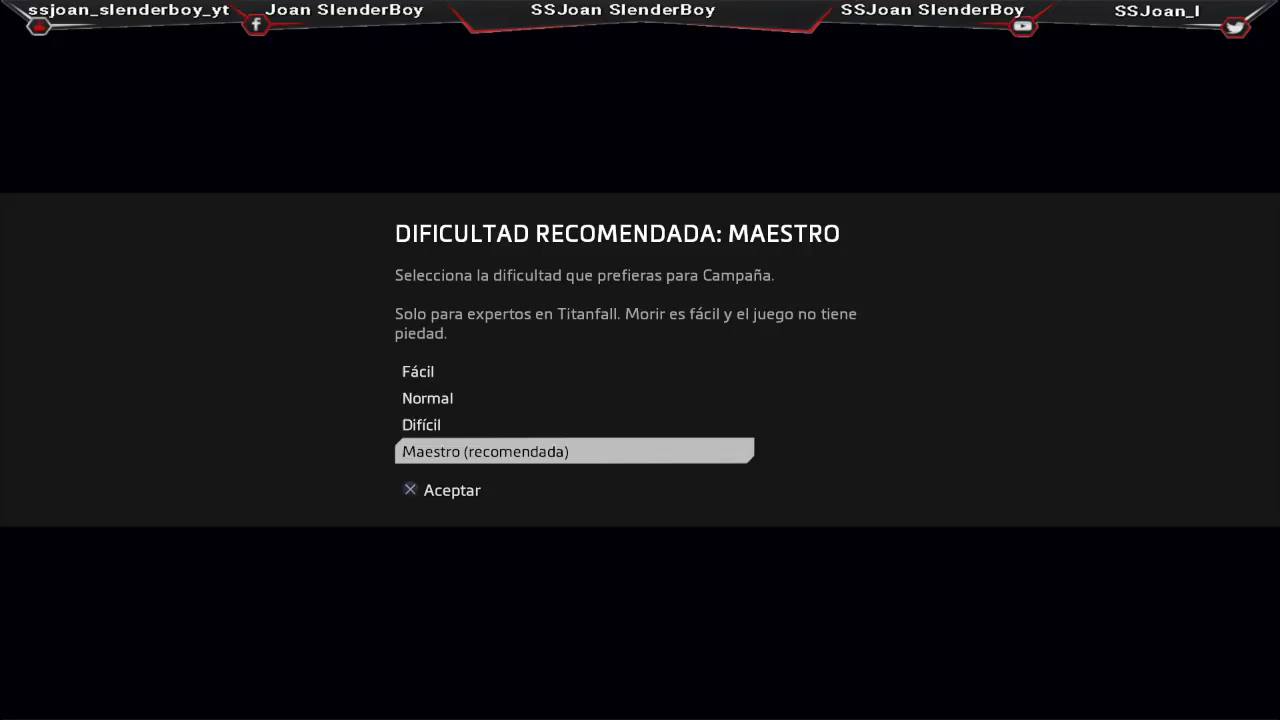 ssjoan_slenderboy_yt Joan SlenderBoy SSJoan SlenderBoy SSJoan SlenderBoy SSJoan_I
DIFICULTAD RECOMENDADA: MAESTRO
Selecciona la dificultad que prefieras para Campaña.
Solo para expertos en Titanfall. Morir es fácil y el juego no tiene
piedad.
Fácil
Normal
Difícil
Maestro (recomendada)
Aceptar